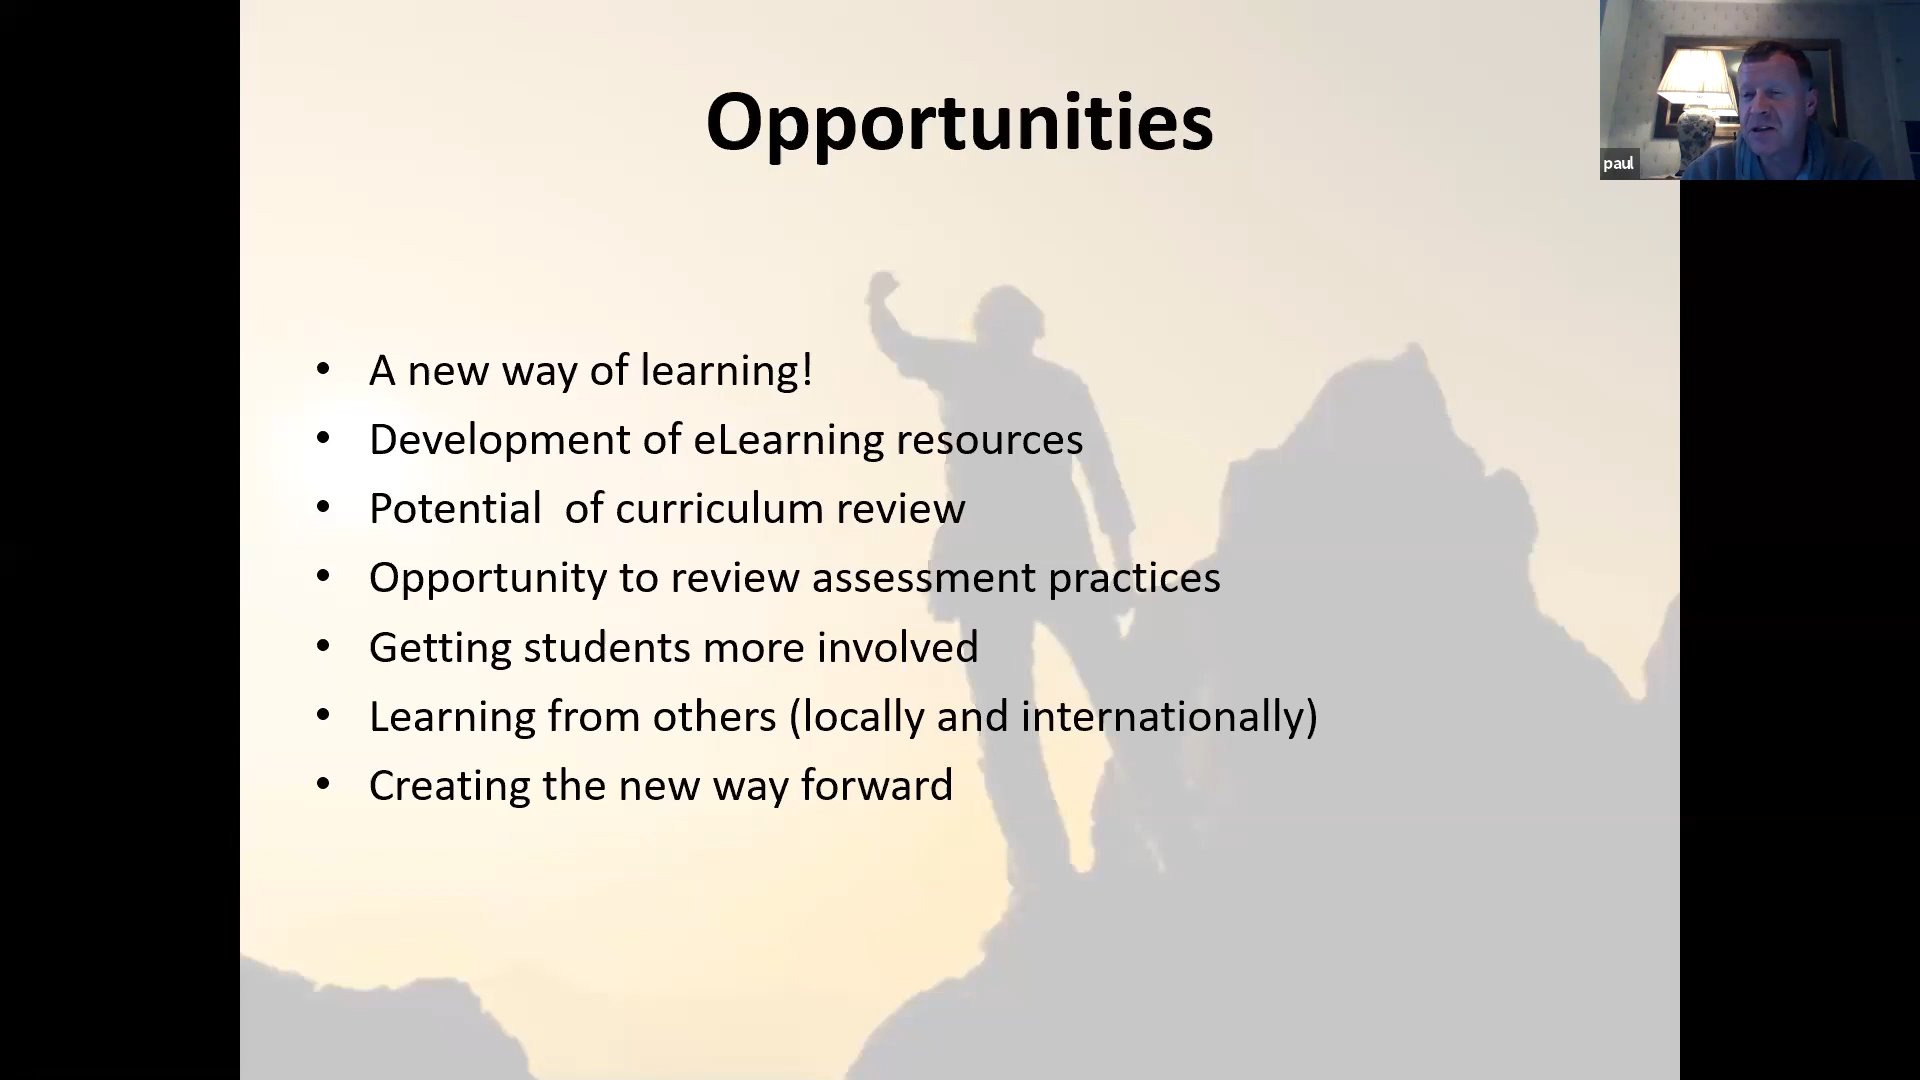 Opportunities
paul
• A new way of learning!
• Development of eLearning resources
• Potential  of curriculum review
• Opportunity to review assessment practices
• Getting students more involved
• Learning from others (locally and internationally)
• Creating the new way forward